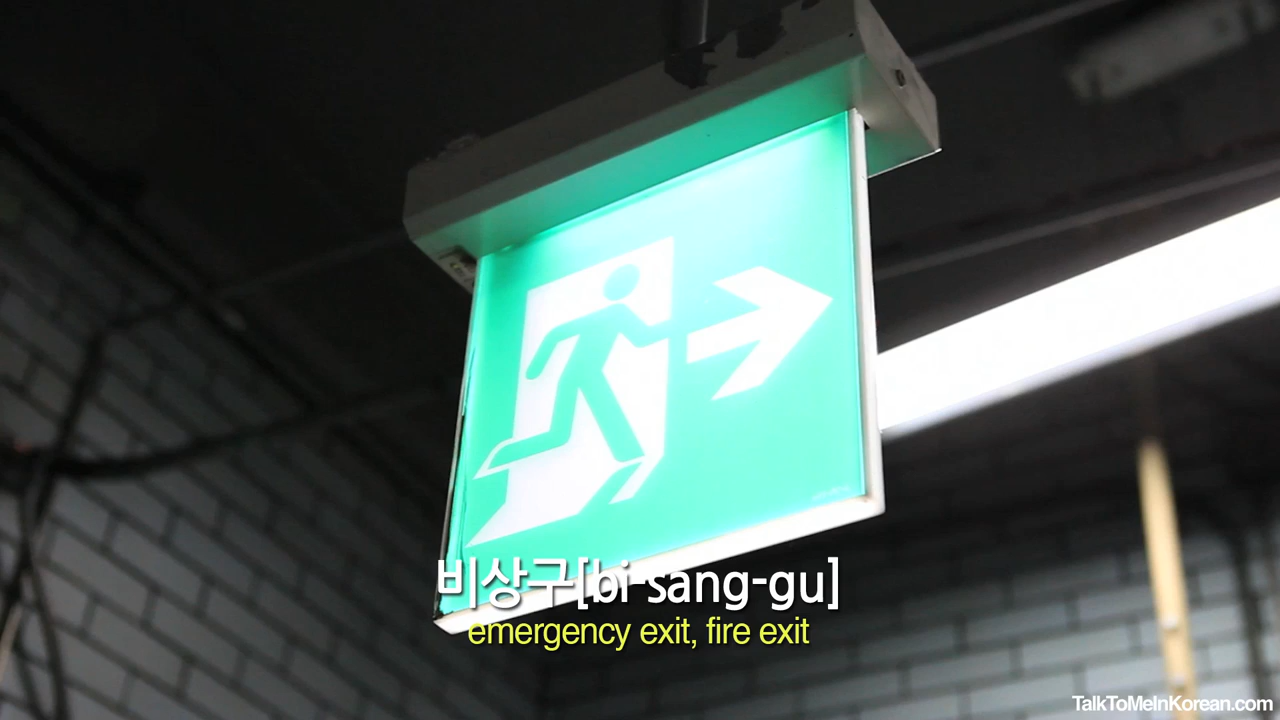 비상구[bi-sang-gu]
emergency exit, fire exit
TalkToMeInKorean.com